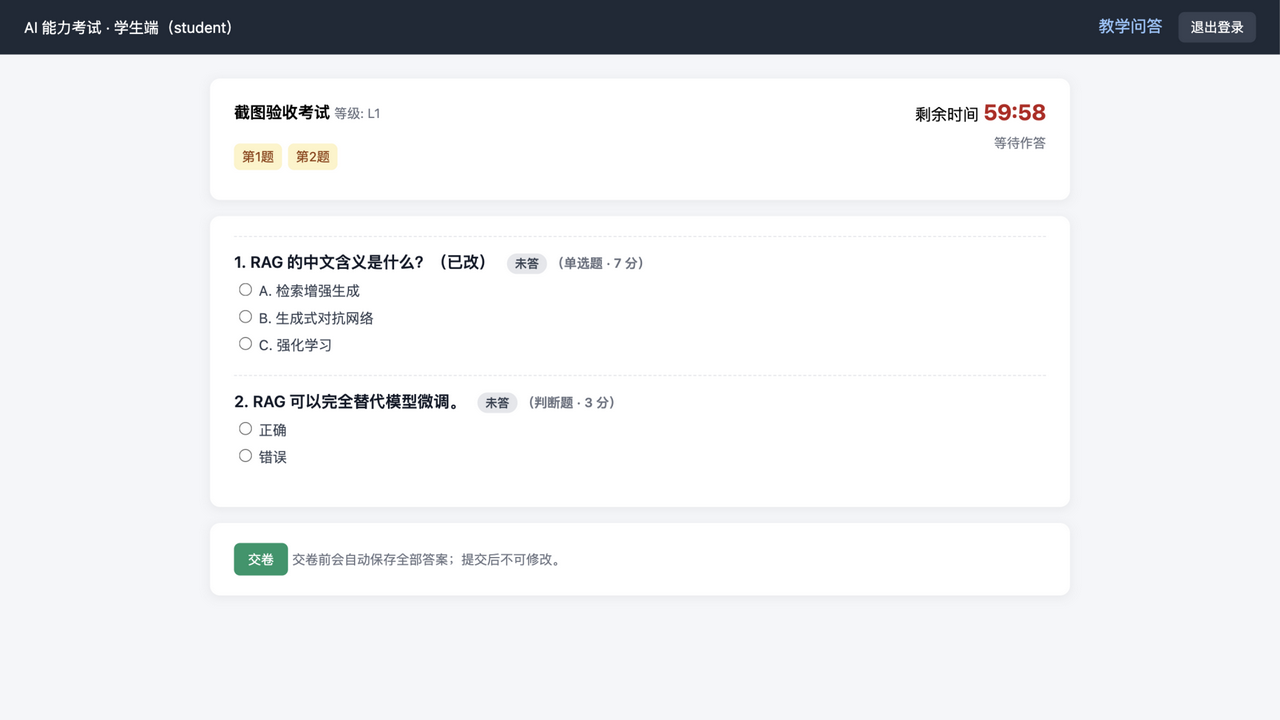 AI 能力考试 · 学生端（student）
教学问答
退出登录
截图验收考试 等级: L1
剩余时间 59:58
等待作答
第1题 第2题
1. RAG 的中文含义是什么？（已改） 未答 （单选题 · 7 分）
A. 检索增强生成
B. 生成式对抗网络
C. 强化学习
2. RAG 可以完全替代模型微调。 未答 （判断题 · 3 分）
正确
错误
交卷 交卷前会自动保存全部答案；提交后不可修改。